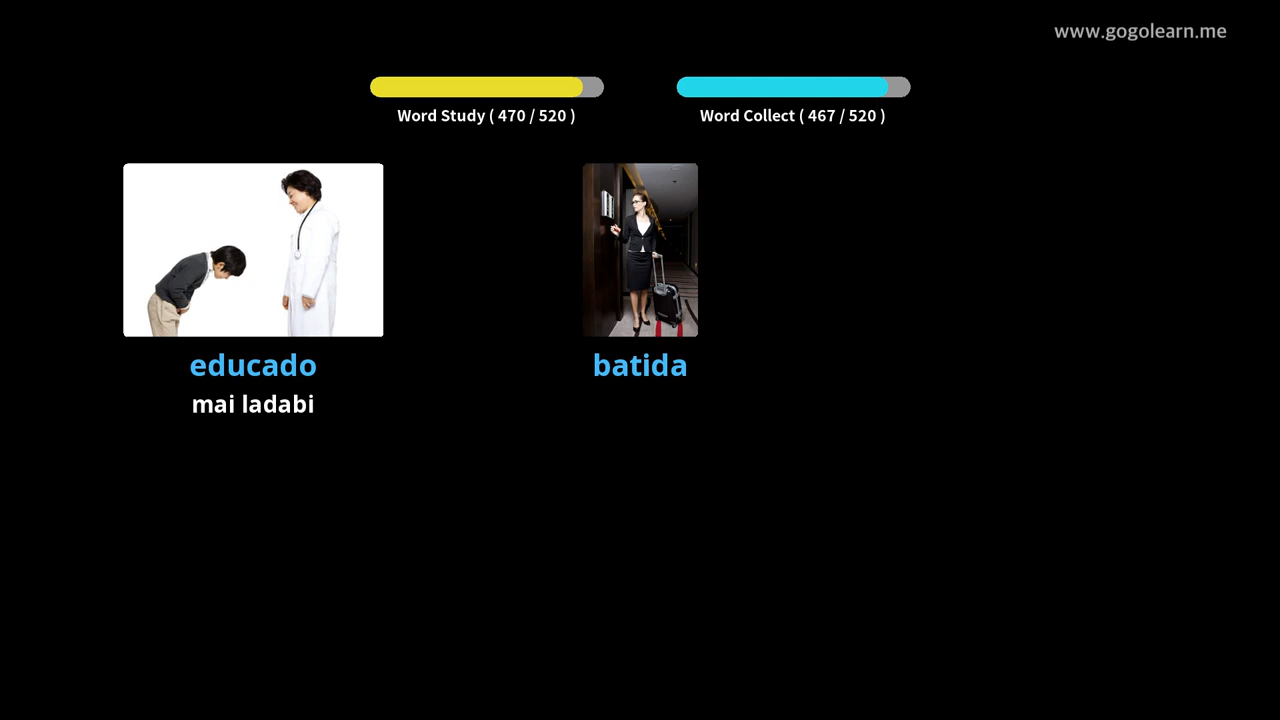 www.gogolearn.me
Word Study ( 470 / 520 )
Word Collect ( 467 / 520 )
educado
mai ladabi
batida